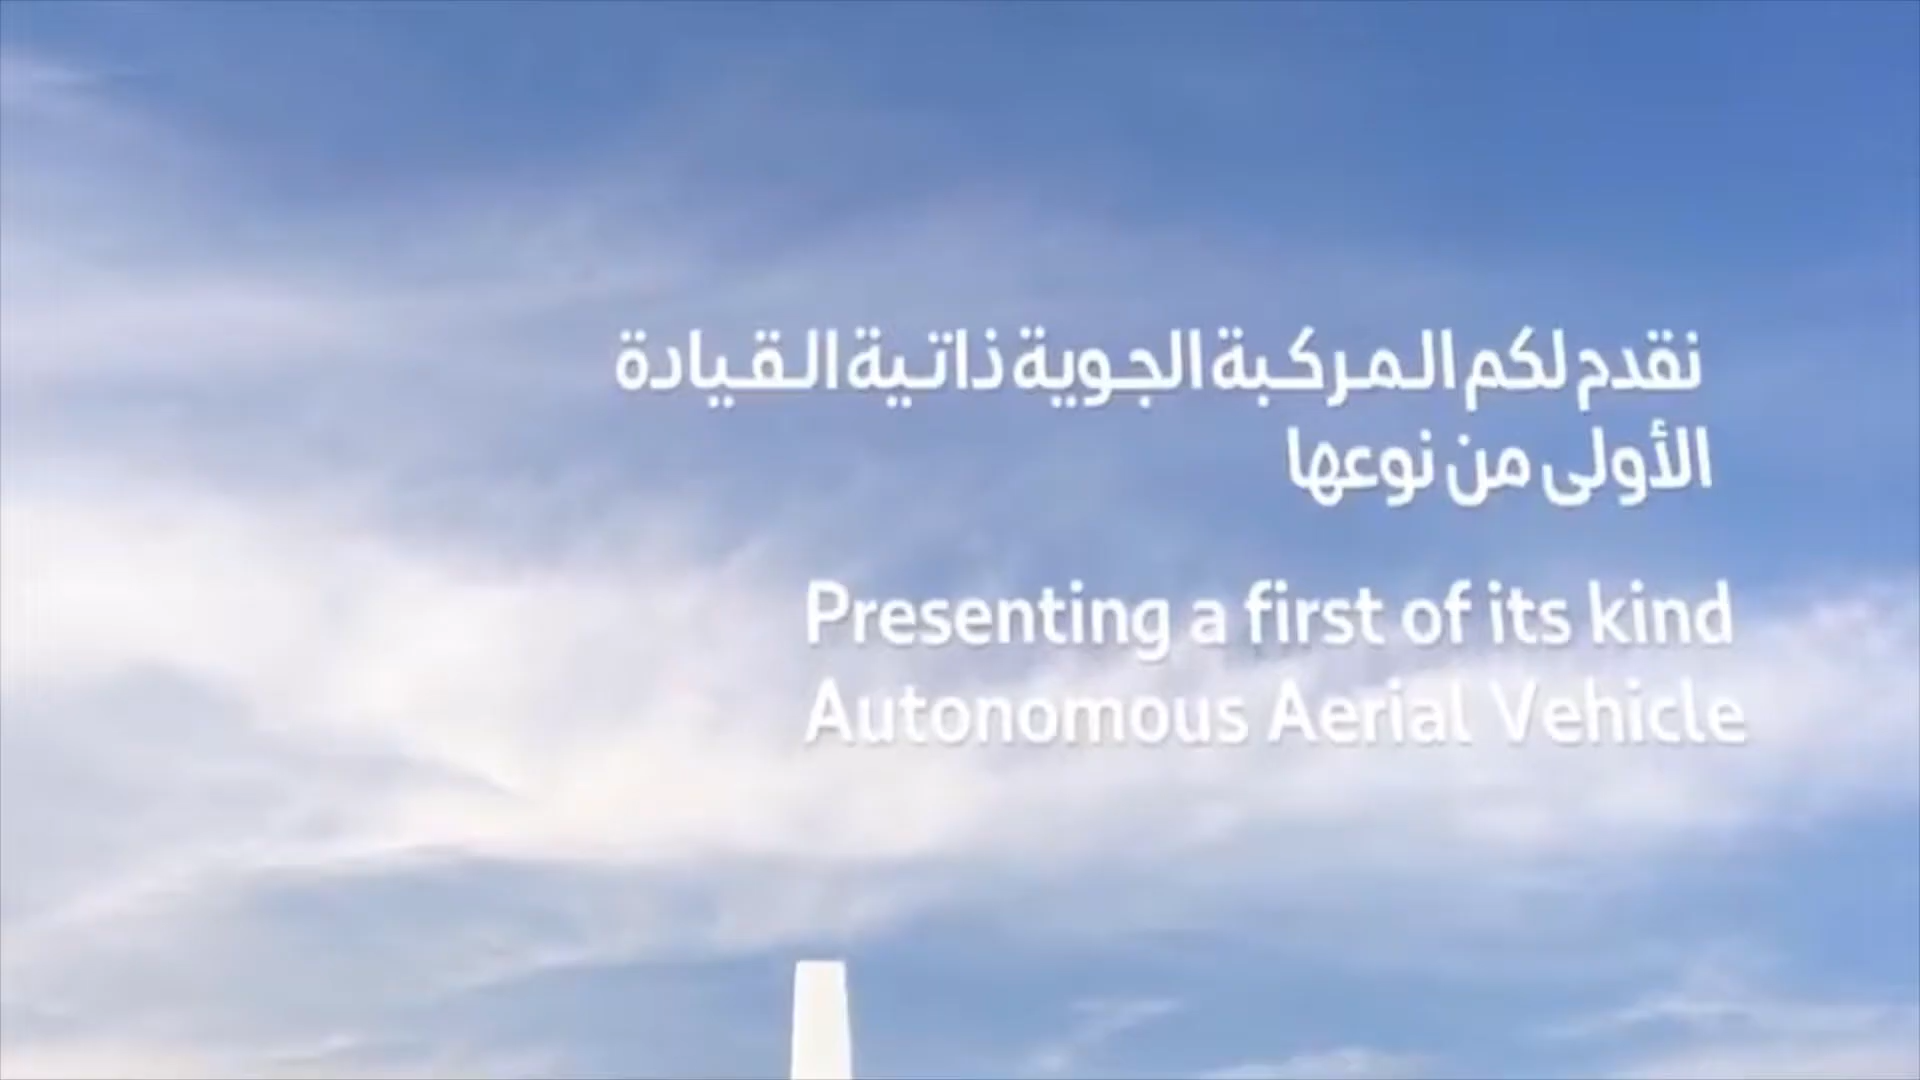 نقدم لكم المركبة الجوية ذاتية القيادة
الأولى من نوعها
Presenting a first of its kind
Autonomous Aerial Vehicle